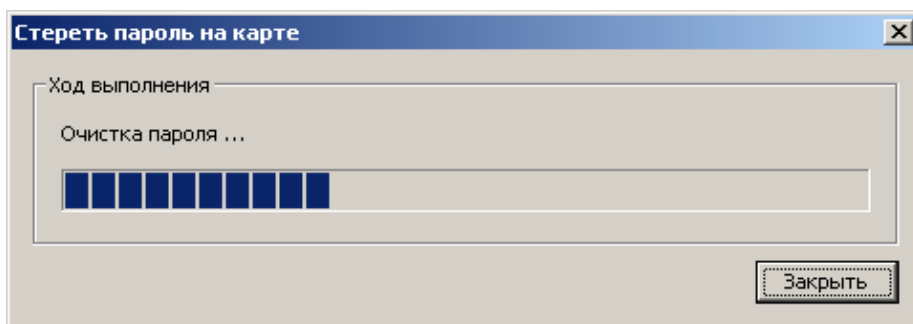 Стереть пароль на карте
Ход выполнения
Очистка пароля ...
Закрыть